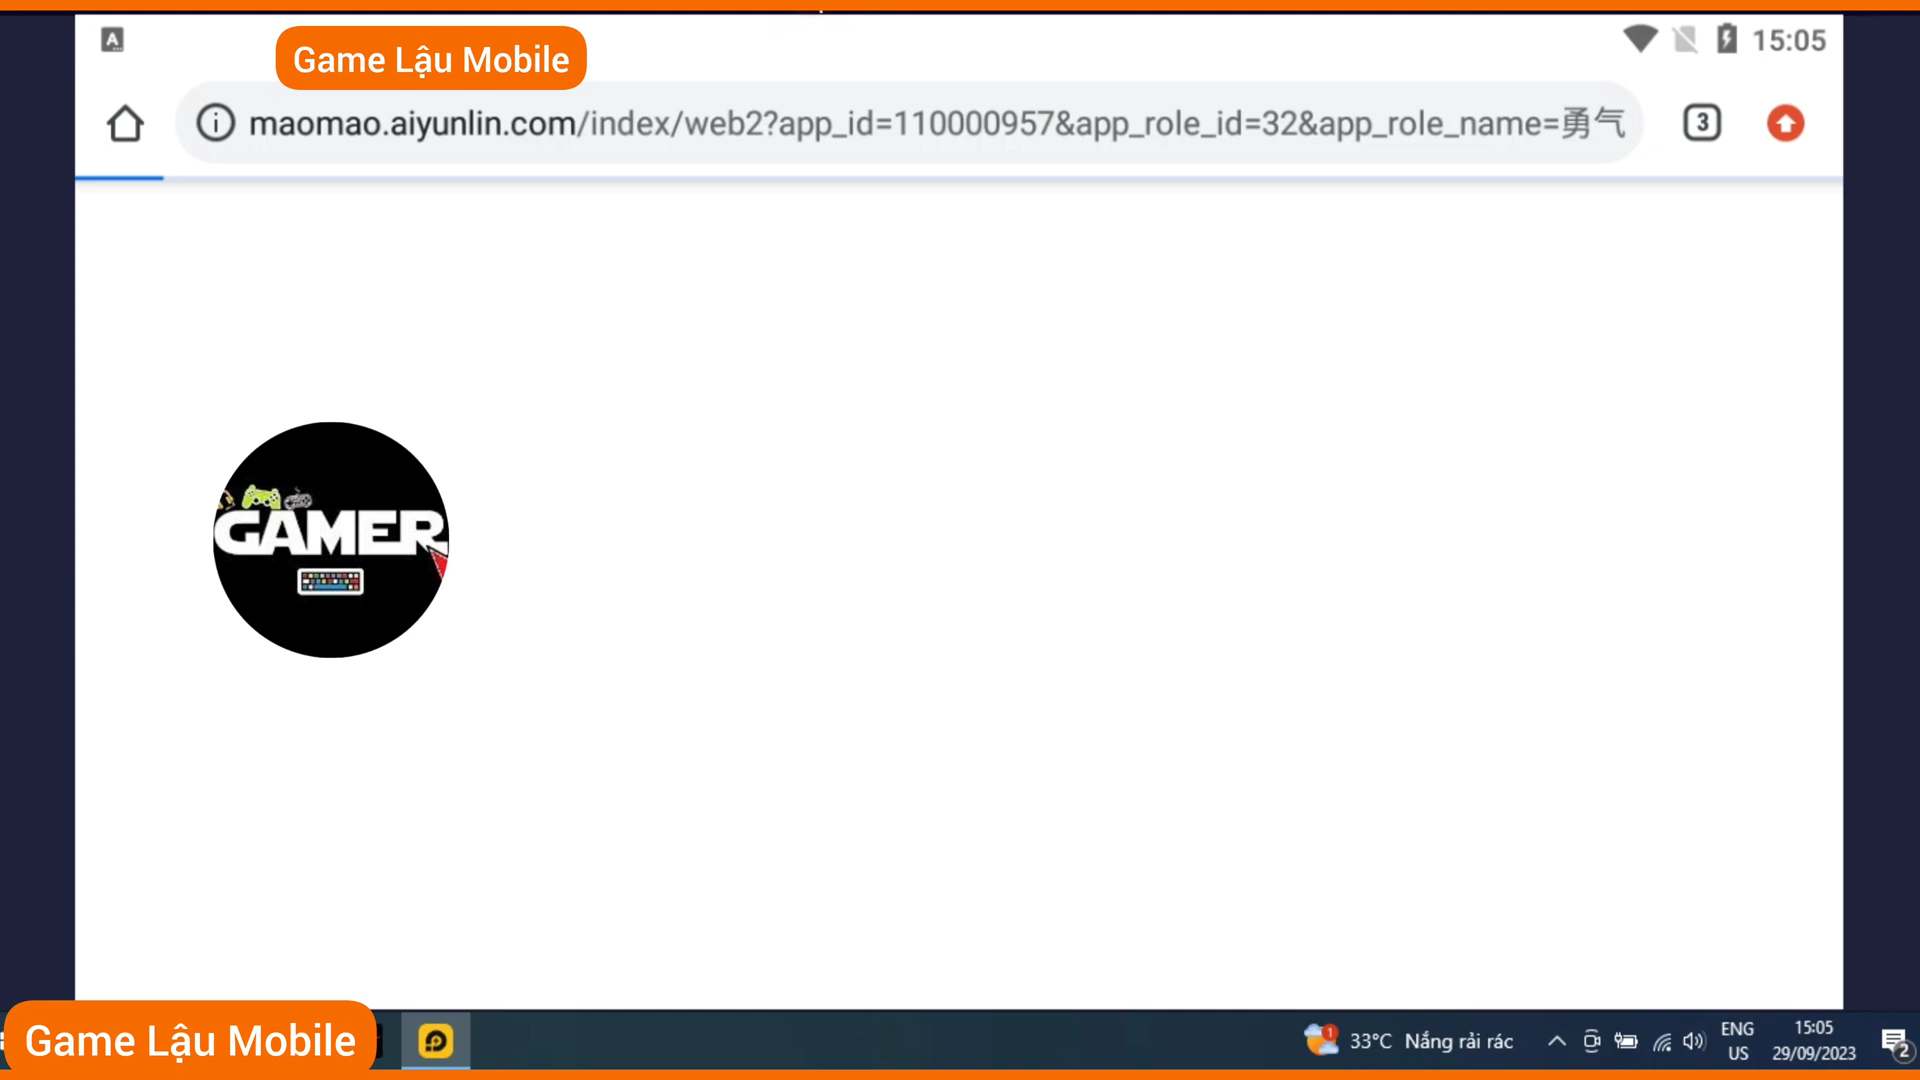 A
Game Lậu Mobile
15:05
maomao.aiyunlin.com/index/web2?app_id=110000957&app_role_id=32&app_role_name=勇气
3
GAMER
Game Lậu Mobile
1
33°C Nắng rải rác
ENG
US
15:05
29/09/2023
2